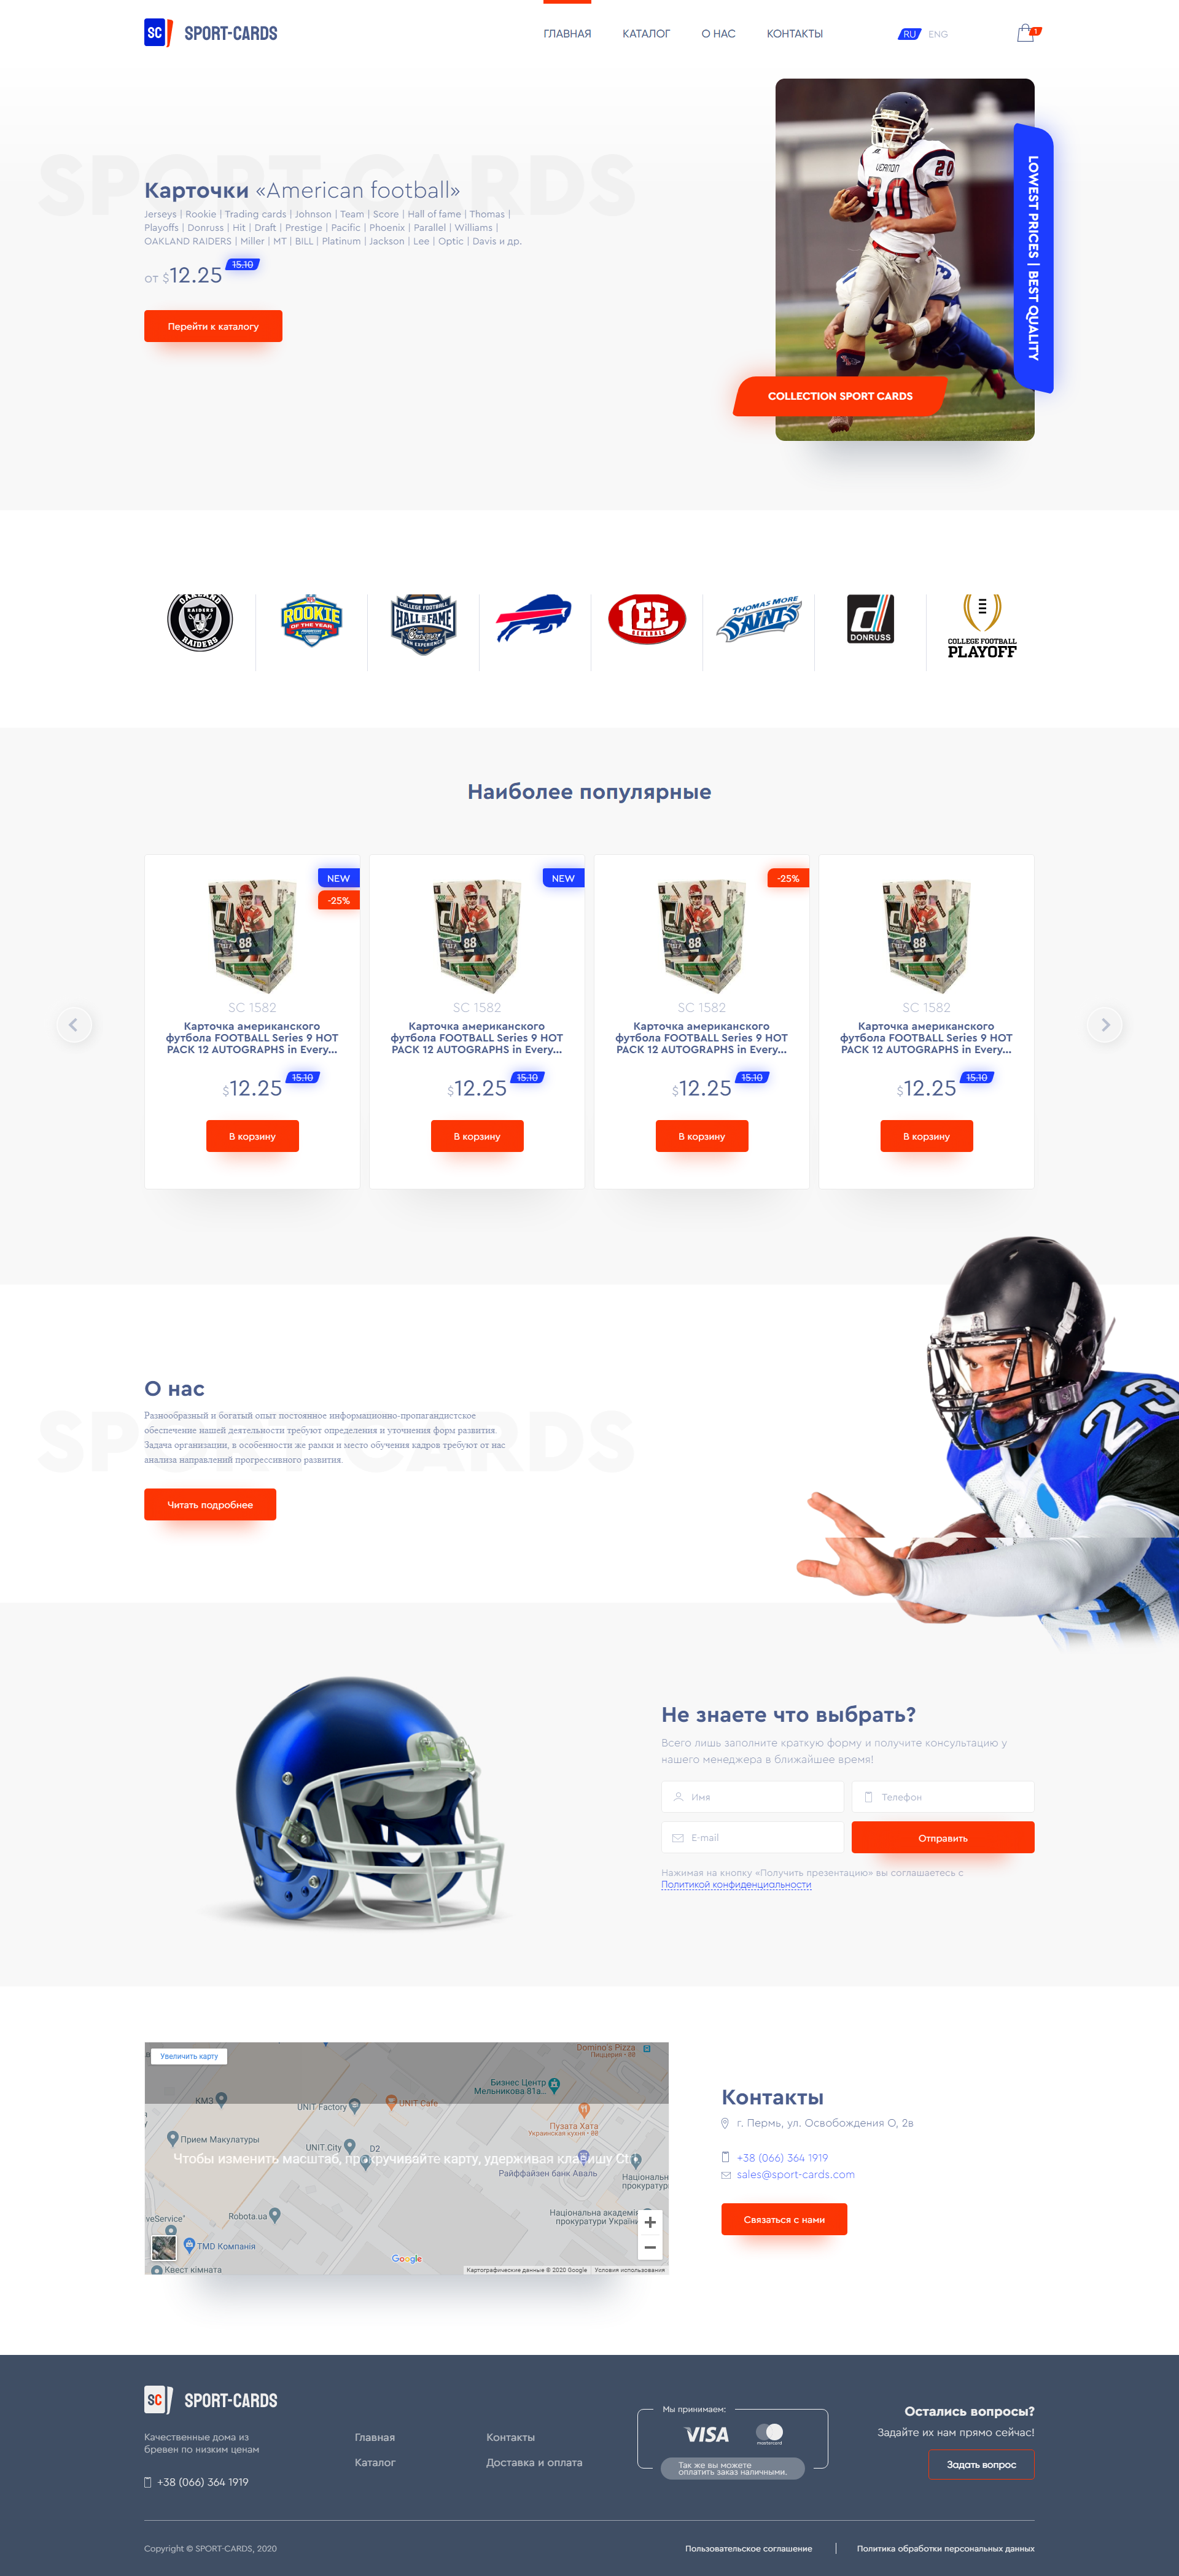 SC SPORT-CARDS
ГЛАВНАЯ
КАТАЛОГ
О НАС
КОНТАКТЫ
RU
ENG
1
SPORT CARDS
Карточки «American football»
Jerseys | Rookie | Trading cards | Johnson | Team | Score | Hall of fame | Thomas |
Playoffs | Donruss | Hit | Draft | Prestige | Pacific | Phoenix | Parallel | Williams |
OAKLAND RAIDERS | Miller | MT | BILL | Platinum | Jackson | Lee | Optic | Davis и др.
от $12.25 15.10
Перейти к каталогу
VERNON
20
LOWEST PRICES | BEST QUALITY
COLLECTION SPORT CARDS
OAKLAND
RAIDERS
RAIDERS
ROOKIE
OF THE YEAR
COLLEGE FOOTBALL
HALL OF FAME
FAN EXPERIENCE
LEE
GENERALS
THOMAS MORE
SAINTS
DONRUSS
COLLEGE FOOTBALL
PLAYOFF
Наиболее популярные
NEW
-25%
SC 1582
Карточка американского
футбола FOOTBALL Series 9 HOT
PACK 12 AUTOGRAPHS in Every...
$12.25 15.10
В корзину
NEW
SC 1582
Карточка американского
футбола FOOTBALL Series 9 HOT
PACK 12 AUTOGRAPHS in Every...
$12.25 15.10
В корзину
-25%
SC 1582
Карточка американского
футбола FOOTBALL Series 9 HOT
PACK 12 AUTOGRAPHS in Every...
$12.25 15.10
В корзину
SC 1582
Карточка американского
футбола FOOTBALL Series 9 HOT
PACK 12 AUTOGRAPHS in Every...
$12.25 15.10
В корзину
SPORT CARDS
О нас
Разнообразный и богатый опыт постоянное информационно-пропагандистское
обеспечение нашей деятельности требуют определения и уточнения форм развития.
Задача организации, в особенности же рамки и место обучения кадров требуют от нас
анализа направлений прогрессивного развития.
Читать подробнее
23
Не знаете что выбрать?
Всего лишь заполните краткую форму и получите консультацию у
нашего менеджера в ближайшее время!
Имя
Телефон
E-mail
Отправить
Нажимая на кнопку «Получить презентацию» вы соглашаетесь с
Политикой конфиденциальности
Увеличить карту
Domino's Pizza
Пиццерия • ₴₴
Бизнес Центр
Мельникова 81а..
КМЗ
UNIT Factory
UNIT.Cafe
Пузата Хата
Украинская кухня • ₴₴
Прием Макулатуры
UNIT.City
D2
Чтобы изменить масштаб, прокручивайте карту, удерживая клавишу Ctrl
Райффайзен банк Аваль
Національн
прокуратур
Robota.ua
Національна академія
прокуратури України
veService"
TMD Компанія
Квест кімната
Google
Картографические данные © 2020 Google
Условия использования
Контакты
г. Пермь, ул. Освобождения О, 2в
+38 (066) 364 1919
sales@sport-cards.com
Связаться с нами
SC SPORT-CARDS
Качественные дома из
бревен по низким ценам
+38 (066) 364 1919
Главная
Каталог
Контакты
Доставка и оплата
Мы принимаем:
VISA
mastercard
Так же вы можете
оплатить заказ наличными.
Остались вопросы?
Задайте их нам прямо сейчас!
Задать вопрос
Copyright © SPORT-CARDS, 2020
Пользовательское соглашение
Политика обработки персональных данных